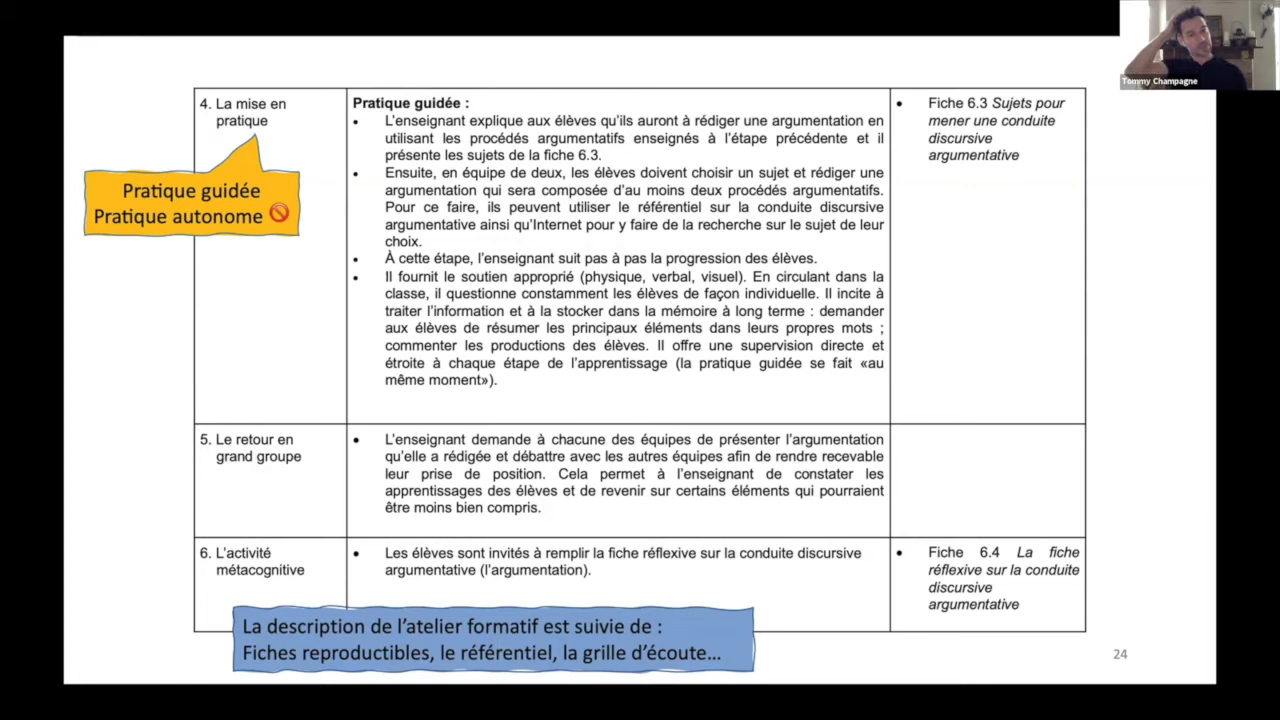 Tommy Champagne
4. La mise en
pratique
Pratique guidée
Pratique autonome
Pratique guidée :
• L’enseignant explique aux élèves qu’ils auront à rédiger une argumentation en
utilisant les procédés argumentatifs enseignés à l’étape précédente et il
présente les sujets de la fiche 6.3.
• Ensuite, en équipe de deux, les élèves doivent choisir un sujet et rédiger une
argumentation qui sera composée d’au moins deux procédés argumentatifs.
Pour ce faire, ils peuvent utiliser le référentiel sur la conduite discursive
argumentative ainsi qu’Internet pour y faire de la recherche sur le sujet de leur
choix.
• À cette étape, l’enseignant suit pas à pas la progression des élèves.
• Il fournit le soutien approprié (physique, verbal, visuel). En circulant dans la
classe, il questionne constamment les élèves de façon individuelle. Il incite à
traiter l’information et à la stocker dans la mémoire à long terme : demander
aux élèves de résumer les principaux éléments dans leurs propres mots ;
commenter les productions des élèves. Il offre une supervision directe et
étroite à chaque étape de l’apprentissage (la pratique guidée se fait «au
même moment»).
• Fiche 6.3 Sujets pour
mener une conduite
discursive
argumentative
5. Le retour en
grand groupe
• L’enseignant demande à chacune des équipes de présenter l’argumentation
qu’elle a rédigée et débattre avec les autres équipes afin de rendre recevable
leur prise de position. Cela permet à l’enseignant de constater les
apprentissages des élèves et de revenir sur certains éléments qui pourraient
être moins bien compris.
6. L’activité
métacognitive
• Les élèves sont invités à remplir la fiche réflexive sur la conduite discursive
argumentative (l’argumentation).
• Fiche 6.4 La fiche
réflexive sur la conduite
discursive
argumentative
La description de l’atelier formatif est suivie de :
Fiches reproductibles, le référentiel, la grille d’écoute…
24